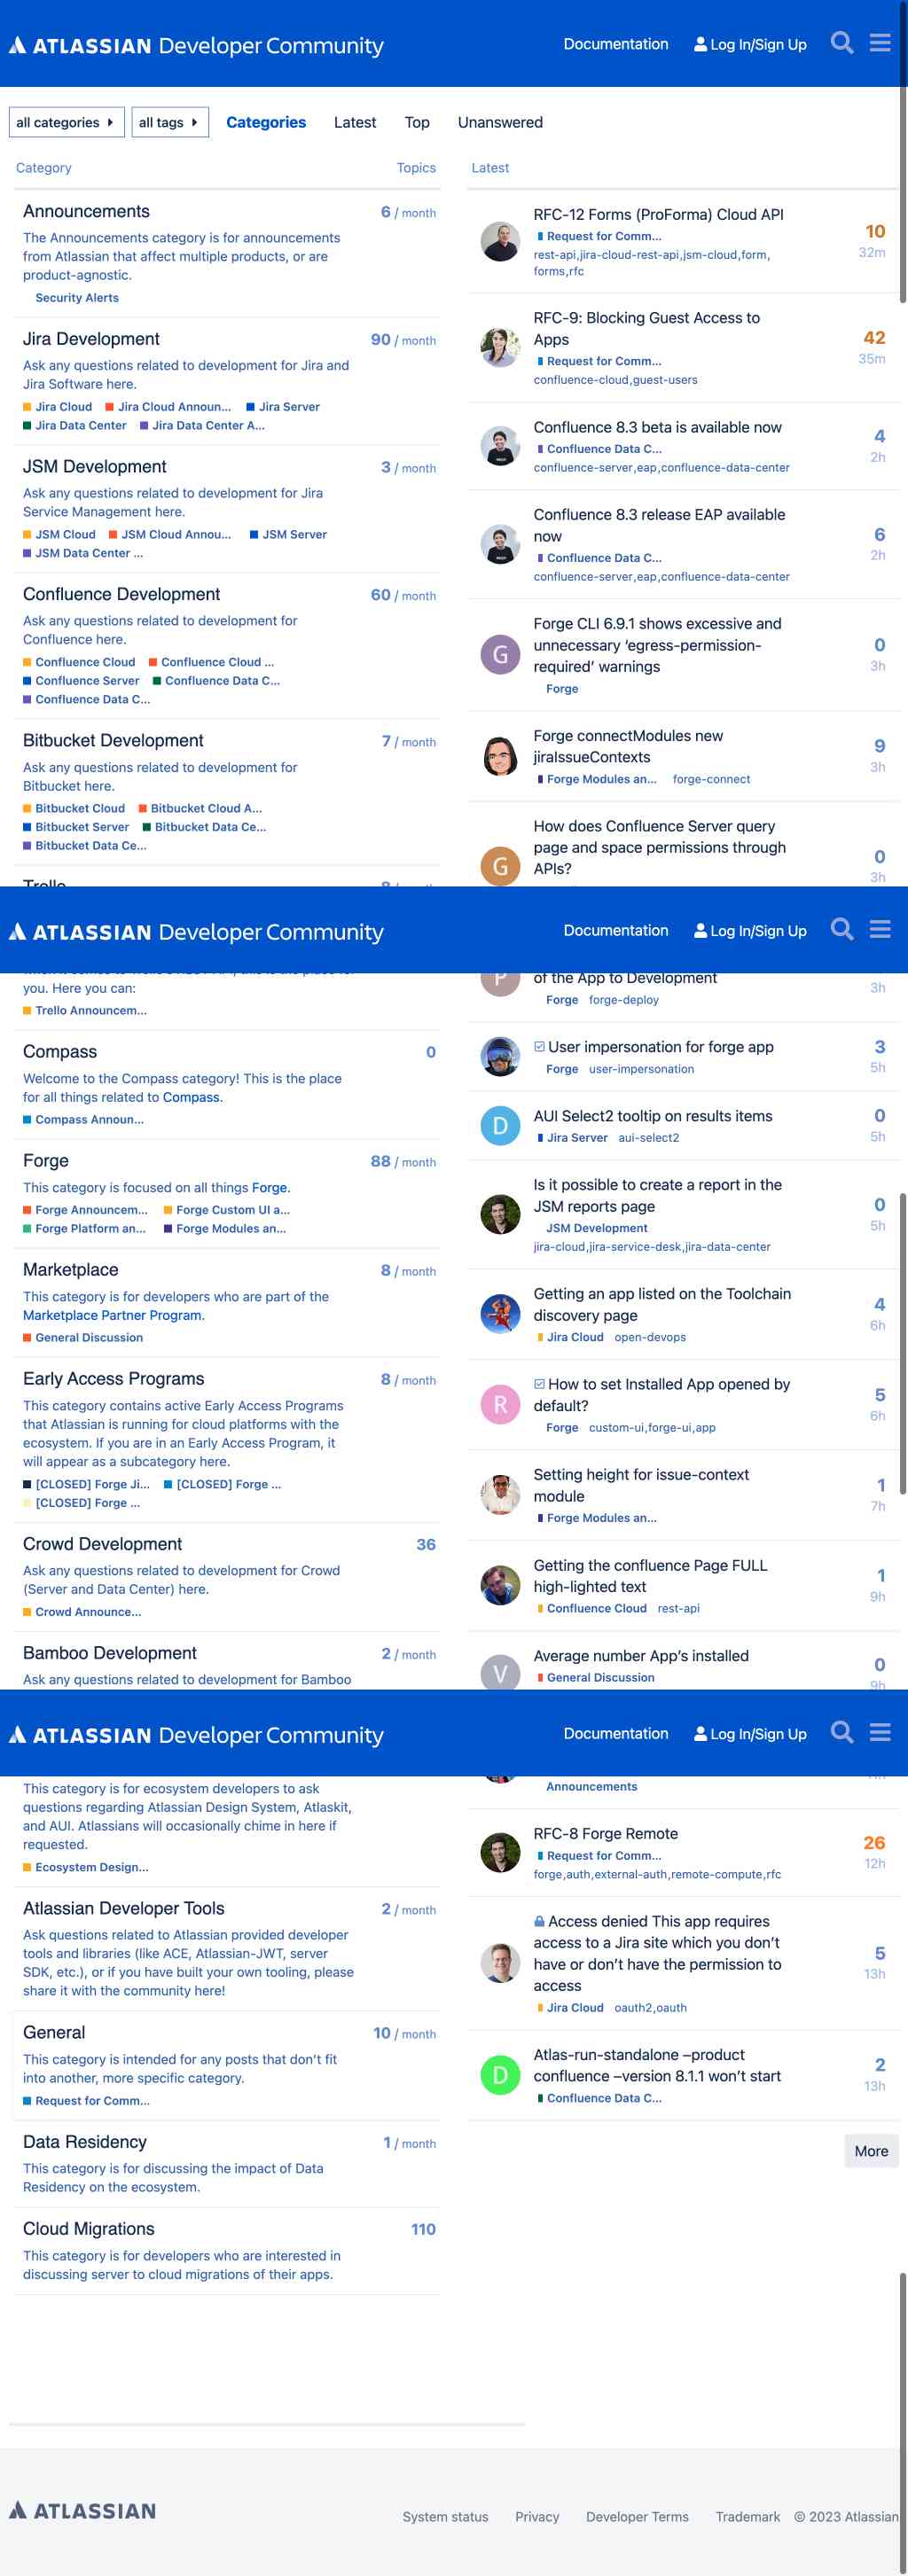 ATLASSIAN Developer Community
Documentation
Log In/Sign Up
all categories
all tags
Categories
Latest
Top
Unanswered
Category
Topics
Announcements
6 / month
The Announcements category is for announcements
from Atlassian that affect multiple products, or are
product-agnostic.
Security Alerts
Jira Development
90 / month
Ask any questions related to development for Jira and
Jira Software here.
Jira Cloud
Jira Cloud Announ...
Jira Server
Jira Data Center
Jira Data Center A...
JSM Development
3 / month
Ask any questions related to development for Jira
Service Management here.
JSM Cloud
JSM Cloud Annou...
JSM Server
JSM Data Center ...
Confluence Development
60 / month
Ask any questions related to development for
Confluence here.
Confluence Cloud
Confluence Cloud ...
Confluence Server
Confluence Data C...
Confluence Data C...
Bitbucket Development
7 / month
Ask any questions related to development for
Bitbucket here.
Bitbucket Cloud
Bitbucket Cloud A...
Bitbucket Server
Bitbucket Data Ce...
Bitbucket Data Ce...
Trello
Latest
RFC-12 Forms (ProForma) Cloud API
Request for Comm...
rest-api,jira-cloud-rest-api,jsm-cloud,form,
forms,rfc
10
32m
RFC-9: Blocking Guest Access to
Apps
Request for Comm...
confluence-cloud,guest-users
42
35m
Confluence 8.3 beta is available now
Confluence Data C...
confluence-server,eap,confluence-data-center
4
2h
Confluence 8.3 release EAP available
now
Confluence Data C...
confluence-server,eap,confluence-data-center
6
2h
G
Forge CLI 6.9.1 shows excessive and
unnecessary ‘egress-permission-
required’ warnings
Forge
0
3h
Forge connectModules new
jiraIssueContexts
Forge Modules an...
forge-connect
9
3h
G
How does Confluence Server query
page and space permissions through
APIs?
0
3h
ATLASSIAN Developer Community
Documentation
Log In/Sign Up
you. Here you can:
Trello Announcem...
Compass
0
Welcome to the Compass category! This is the place
for all things related to Compass.
Compass Announ...
Forge
88 / month
This category is focused on all things Forge.
Forge Announcem...
Forge Custom UI a...
Forge Platform an...
Forge Modules an...
Marketplace
8 / month
This category is for developers who are part of the
Marketplace Partner Program.
General Discussion
Early Access Programs
8 / month
This category contains active Early Access Programs
that Atlassian is running for cloud platforms with the
ecosystem. If you are in an Early Access Program, it
will appear as a subcategory here.
[CLOSED] Forge Ji...
[CLOSED] Forge ...
[CLOSED] Forge ...
Crowd Development
36
Ask any questions related to development for Crowd
(Server and Data Center) here.
Crowd Announce...
Bamboo Development
2 / month
Ask any questions related to development for Bamboo
P
of the App to Development
Forge
forge-deploy
3h
User impersonation for forge app
Forge
user-impersonation
3
5h
D
AUI Select2 tooltip on results items
Jira Server
aui-select2
0
5h
Is it possible to create a report in the
JSM reports page
JSM Development
jira-cloud,jira-service-desk,jira-data-center
0
5h
Getting an app listed on the Toolchain
discovery page
Jira Cloud
open-devops
4
6h
R
How to set Installed App opened by
default?
Forge
custom-ui,forge-ui,app
5
6h
Setting height for issue-context
module
Forge Modules an...
1
7h
Getting the confluence Page FULL
high-lighted text
Confluence Cloud
rest-api
1
9h
V
Average number App’s installed
General Discussion
0
9h
ATLASSIAN Developer Community
Documentation
Log In/Sign Up
This category is for ecosystem developers to ask
questions regarding Atlassian Design System, Atlaskit,
and AUI. Atlassians will occasionally chime in here if
requested.
Ecosystem Design...
Atlassian Developer Tools
2 / month
Ask questions related to Atlassian provided developer
tools and libraries (like ACE, Atlassian-JWT, server
SDK, etc.), or if you have built your own tooling, please
share it with the community here!
General
10 / month
This category is intended for any posts that don’t fit
into another, more specific category.
Request for Comm...
Data Residency
1 / month
This category is for discussing the impact of Data
Residency on the ecosystem.
Cloud Migrations
110
This category is for developers who are interested in
discussing server to cloud migrations of their apps.
Announcements
RFC-8 Forge Remote
Request for Comm...
forge,auth,external-auth,remote-compute,rfc
26
12h
Access denied This app requires
access to a Jira site which you don’t
have or don’t have the permission to
access
Jira Cloud
oauth2,oauth
5
13h
D
Atlas-run-standalone –product
confluence –version 8.1.1 won’t start
Confluence Data C...
2
13h
More
ATLASSIAN
System status
Privacy
Developer Terms
Trademark
© 2023 Atlassian